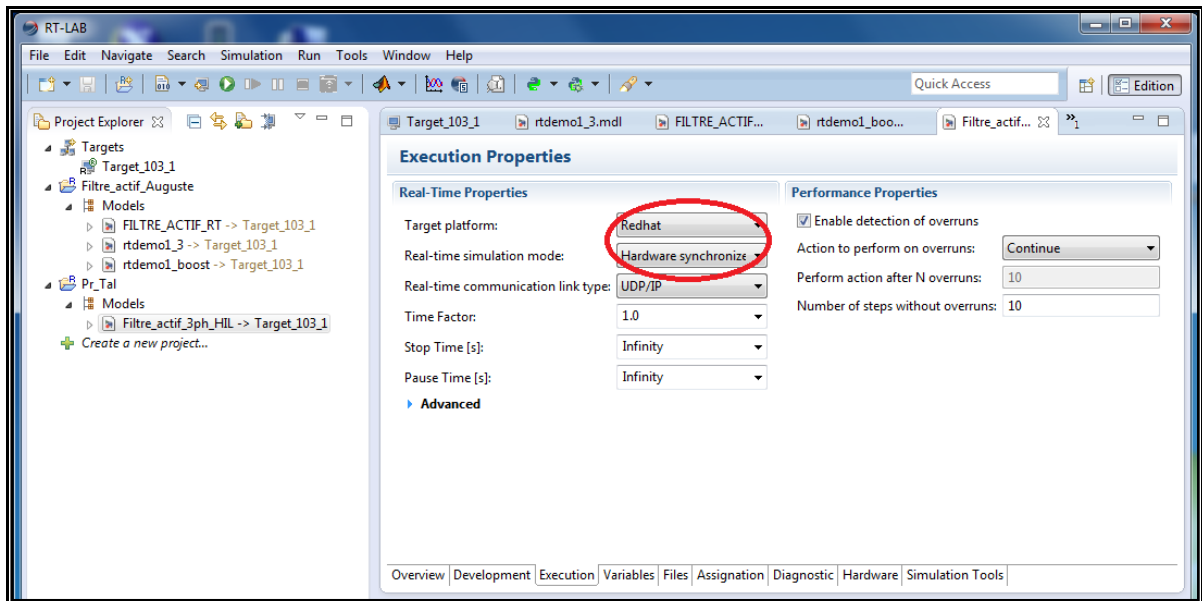 RT-LAB
File Edit Navigate Search Simulation Run Tools Window Help
Quick Access
Edition
Project Explorer
Target_103_1 rtdemo1_3.mdl FILTRE_ACTIF... rtdemo1_boo... Filtre_actif... »1
Targets
Target_103_1
Filtre_actif_Auguste
Models
FILTRE_ACTIF_RT -> Target_103_1
rtdemo1_3 -> Target_103_1
rtdemo1_boost -> Target_103_1
Pr_Tal
Models
Filtre_actif_3ph_HIL -> Target_103_1
Create a new project...
Execution Properties
Real-Time Properties
Target platform: Redhat
Real-time simulation mode: Hardware synchronize
Real-time communication link type: UDP/IP
Time Factor: 1.0
Stop Time [s]: Infinity
Pause Time [s]: Infinity
Advanced
Performance Properties
Enable detection of overruns
Action to perform on overruns: Continue
Perform action after N overruns: 10
Number of steps without overruns: 10
Overview Development Execution Variables Files Assignation Diagnostic Hardware Simulation Tools